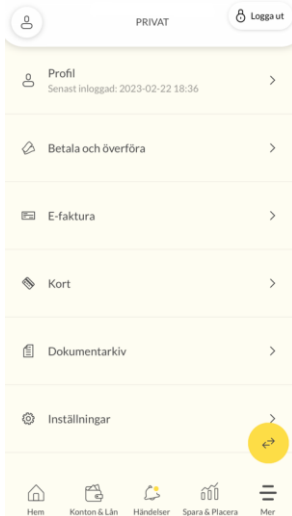 PRIVAT
Logga ut
Profil
Senast inloggad: 2023-02-22 18:36
Betala och överföra
E-faktura
Kort
Dokumentarkiv
Inställningar
Hem
Konton & Lån
Händelser
Spara & Placera
Mer